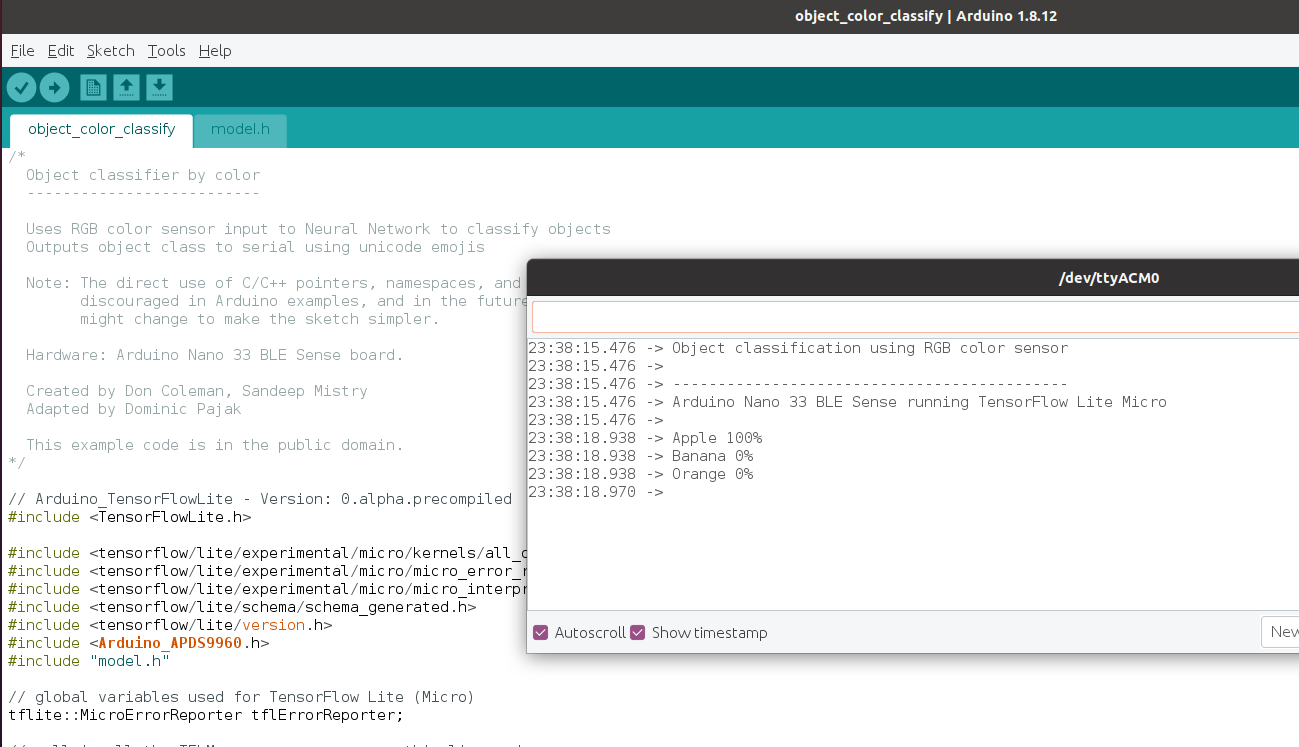 object_color_classify | Arduino 1.8.12
File Edit Sketch Tools Help
object_color_classify model.h
/*
Object classifier by color
--------------------------
Uses RGB color sensor input to Neural Network to classify objects
Outputs object class to serial using unicode emojis
Note: The direct use of C/C++ pointers, namespaces, and
discouraged in Arduino examples, and in the future
might change to make the sketch simpler.
Hardware: Arduino Nano 33 BLE Sense board.
Created by Don Coleman, Sandeep Mistry
Adapted by Dominic Pajak
This example code is in the public domain.
*/
// Arduino_TensorFlowLite - Version: 0.alpha.precompiled
#include <TensorFlowLite.h>
#include <tensorflow/lite/experimental/micro/kernels/all_
#include <tensorflow/lite/experimental/micro/micro_error_
#include <tensorflow/lite/experimental/micro/micro_interpr
#include <tensorflow/lite/schema/schema_generated.h>
#include <tensorflow/lite/version.h>
#include <Arduino_APDS9960.h>
#include "model.h"
// global variables used for TensorFlow Lite (Micro)
tflite::MicroErrorReporter tflErrorReporter;
/dev/ttyACM0
23:38:15.476 -> Object classification using RGB color sensor
23:38:15.476 ->
23:38:15.476 -> --------------------------------------------
23:38:15.476 -> Arduino Nano 33 BLE Sense running TensorFlow Lite Micro
23:38:15.476 ->
23:38:18.938 -> Apple 100%
23:38:18.938 -> Banana 0%
23:38:18.938 -> Orange 0%
23:38:18.970 ->
Autoscroll Show timestamp
New